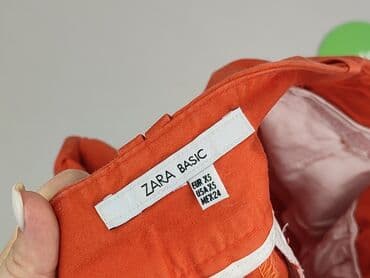 ZARA BASIC
EUR XS
USA XS
MEX 24